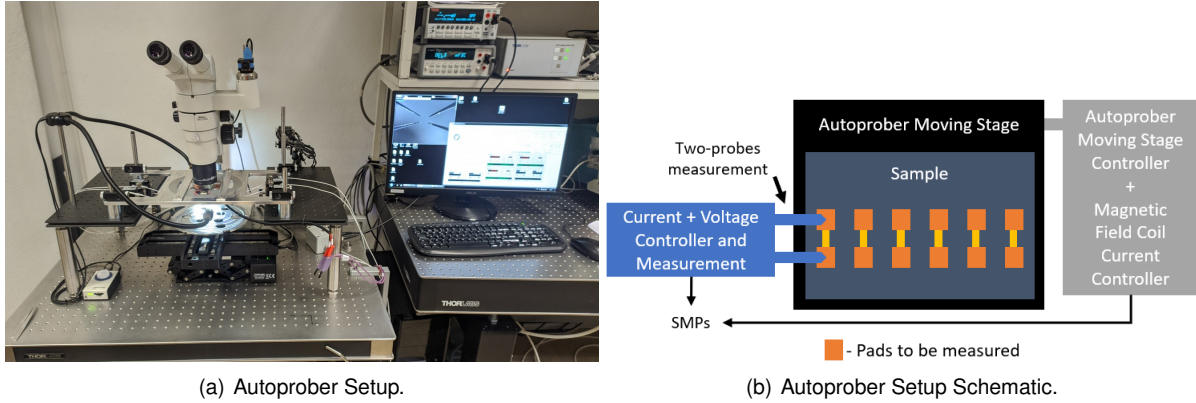 THORLABS
Autoprober Moving Stage
Sample
Two-probes
measurement
Current + Voltage
Controller and
Measurement
SMPs
Autoprober
Moving Stage
Controller
+
Magnetic
Field Coil
Current
Controller
- Pads to be measured
(a) Autoprober Setup.
(b) Autoprober Setup Schematic.